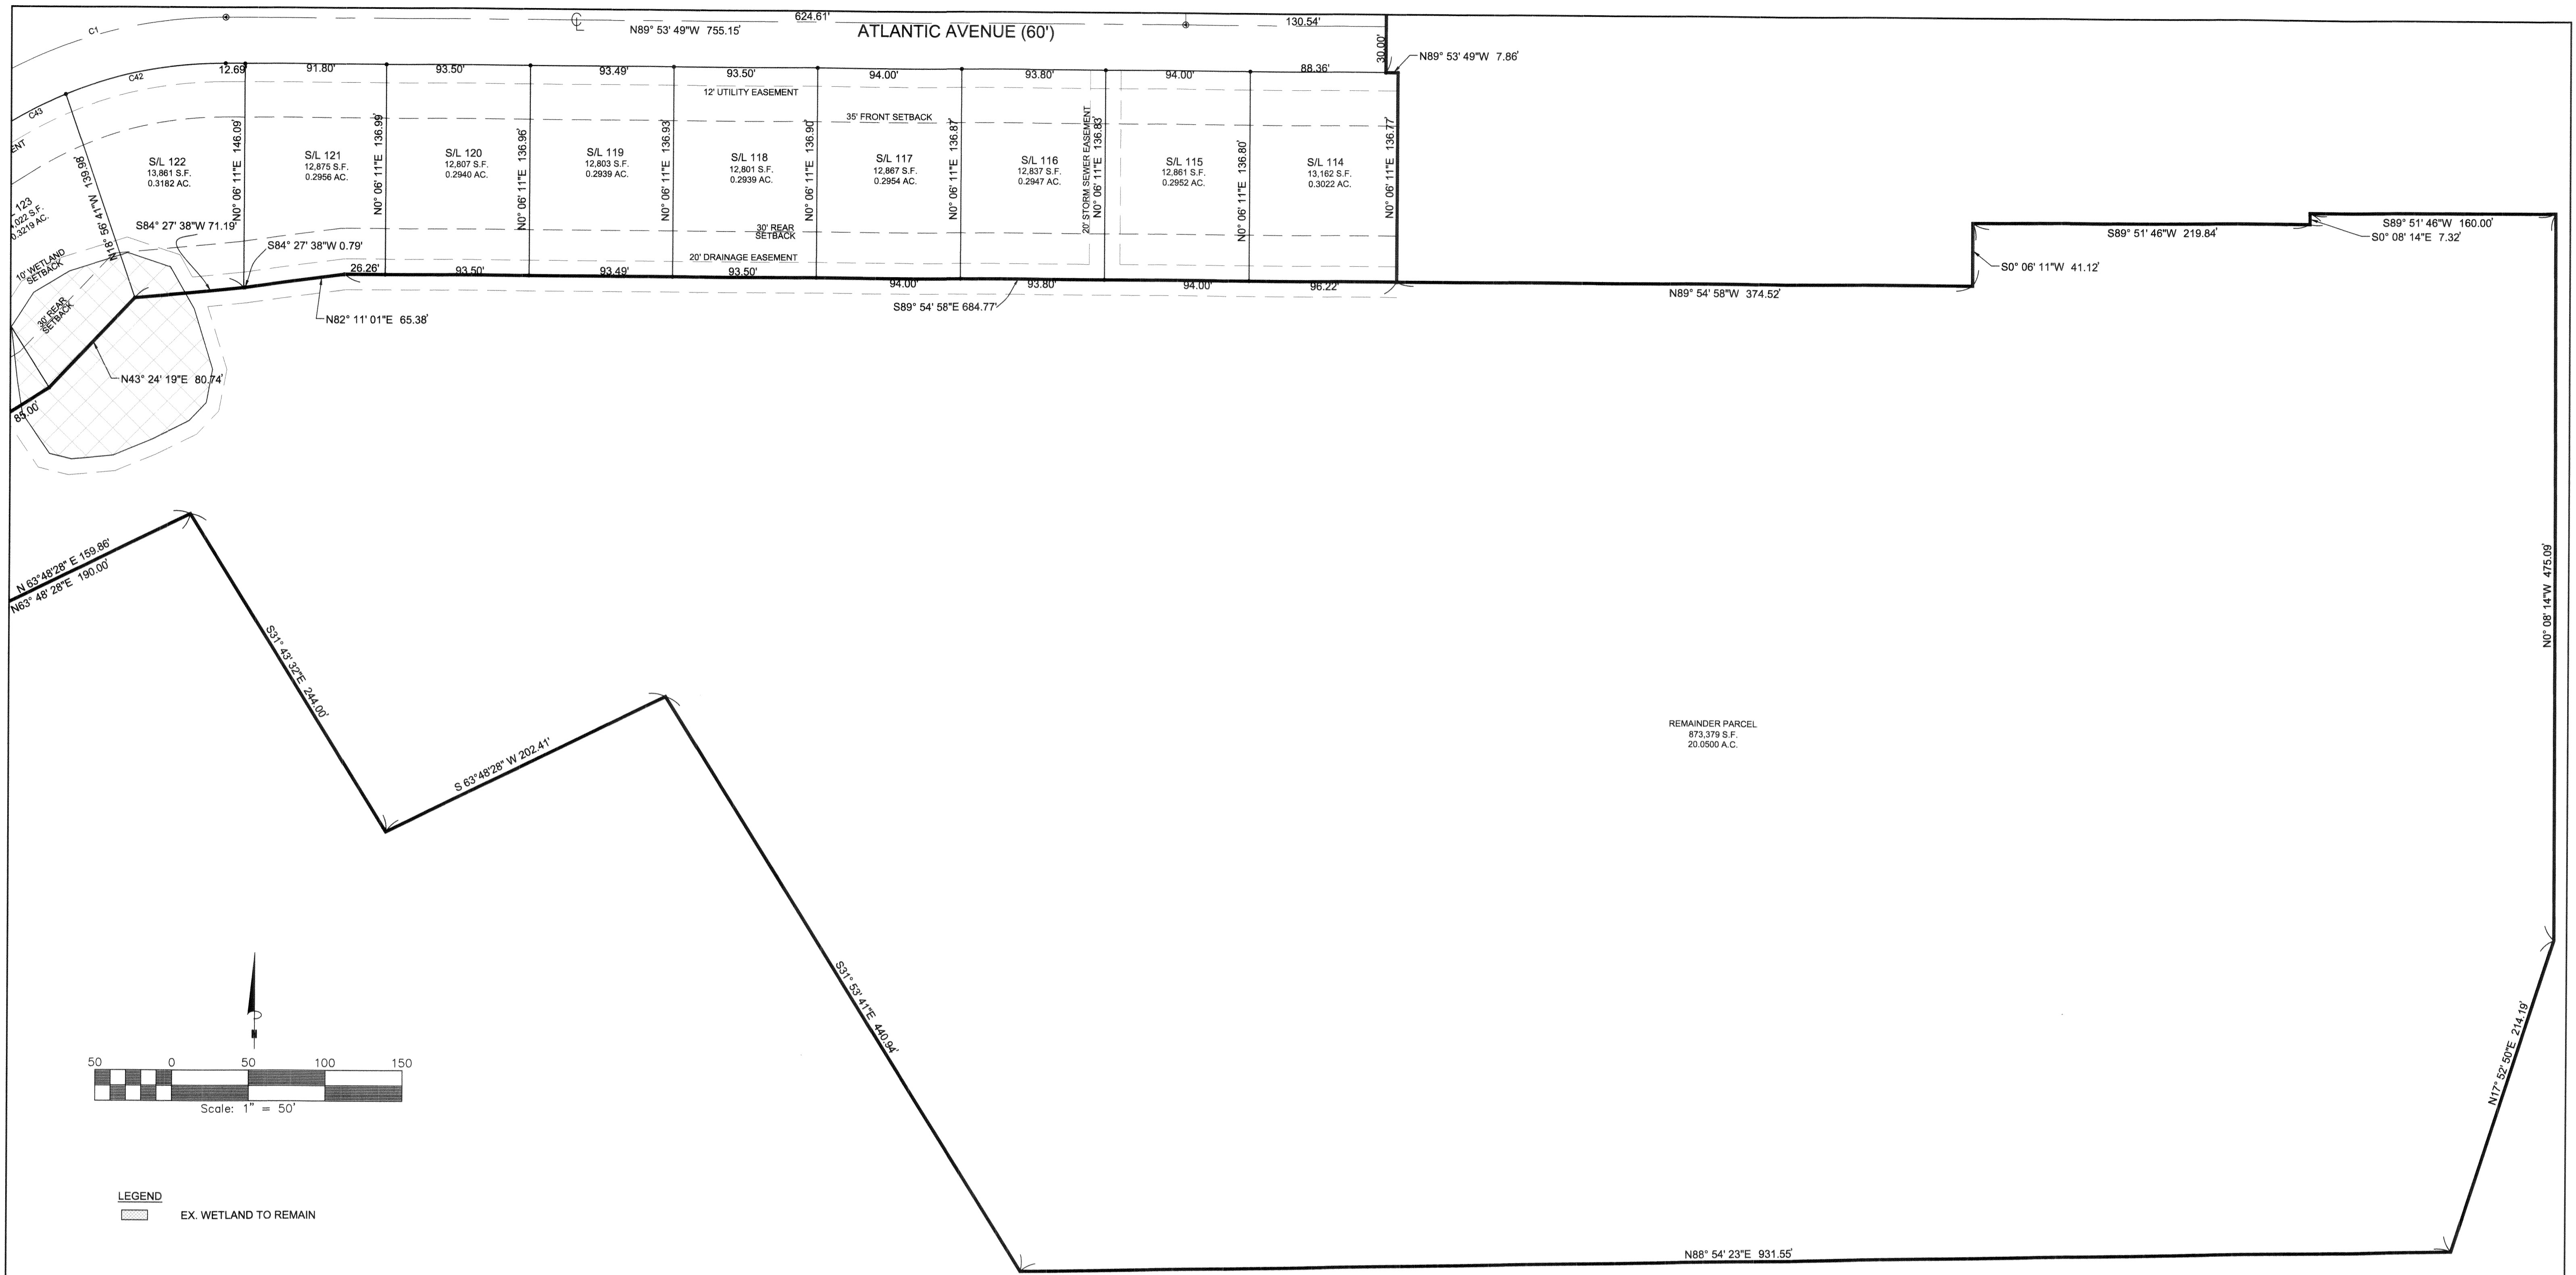 C1
℄
N89° 53' 49"W 755.15'
624.61'
ATLANTIC AVENUE (60')
130.54'
30.00'
N89° 53' 49"W 7.86'
C42
C43
12.69'
91.80'
93.50'
93.49'
93.50'
94.00'
93.80'
94.00'
88.36'
12' UTILITY EASEMENT
35' FRONT SETBACK
N18° 56' 41"W 139.98'
S/L 122
13,861 S.F.
0.3182 AC.
N0° 06' 11"E 146.09'
S/L 121
12,875 S.F.
0.2956 AC.
N0° 06' 11"E 136.99'
S/L 120
12,807 S.F.
0.2940 AC.
N0° 06' 11"E 136.96'
S/L 119
12,803 S.F.
0.2939 AC.
N0° 06' 11"E 136.93'
S/L 118
12,801 S.F.
0.2939 AC.
N0° 06' 11"E 136.90'
S/L 117
12,867 S.F.
0.2954 AC.
N0° 06' 11"E 136.87'
S/L 116
12,837 S.F.
0.2947 AC.
20' STORM SEWER EASEMENT
N0° 06' 11"E 136.83'
S/L 115
12,861 S.F.
0.2952 AC.
N0° 06' 11"E 136.80'
S/L 114
13,162 S.F.
0.3022 AC.
N0° 06' 11"E 136.77'
ENT
123
,022 S.F.
0.3219 AC.
S84° 27' 38"W 71.19'
S84° 27' 38"W 0.79'
10' WETLAND
SETBACK
30' REAR
SETBACK
30' REAR
SETBACK
20' DRAINAGE EASEMENT
26.26'
93.50'
93.49'
93.50'
94.00'
93.80'
94.00'
96.22'
S89° 54' 58"E 684.77'
N82° 11' 01"E 65.38'
N43° 24' 19"E 80.74'
85.00'
N89° 54' 58"W 374.52'
S0° 06' 11"W 41.12'
S89° 51' 46"W 219.84'
S89° 51' 46"W 160.00'
S0° 08' 14"E 7.32'
N0° 08' 14"W 475.09'
N 63°48'28" E 159.86'
N63° 48' 28"E 190.00'
S31° 43' 32"E 244.00'
S 63°48'28" W 202.41'
S31° 53' 41"E 440.94'
REMAINDER PARCEL
873,379 S.F.
20.0500 A.C.
N17° 52' 50"E 214.19'
N88° 54' 23"E 931.55'
50 0 50 100 150
Scale: 1" = 50'
LEGEND
EX. WETLAND TO REMAIN